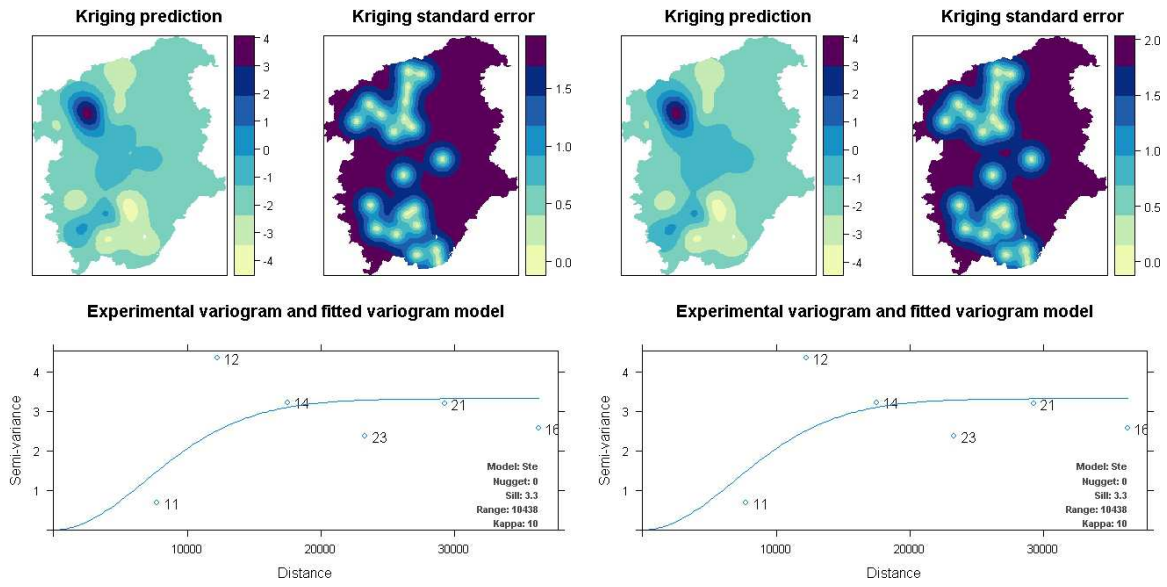 Kriging prediction
4
3
2
1
0
-1
-2
-3
-4
Kriging standard error
1.5
1.0
0.5
0.0
Kriging prediction
4
3
2
1
0
-1
-2
-3
-4
Kriging standard error
2.0
1.5
1.0
0.5
0.0
Experimental variogram and fitted variogram model
Semi-variance
4
3
2
1
12
14
21
23
16
11
Model: Ste
Nugget: 0
Sill: 3.3
Range: 10438
Kappa: 10
10000
20000
30000
Distance
Experimental variogram and fitted variogram model
Semi-variance
4
3
2
1
12
14
21
23
16
11
Model: Ste
Nugget: 0
Sill: 3.3
Range: 10438
Kappa: 10
10000
20000
30000
Distance